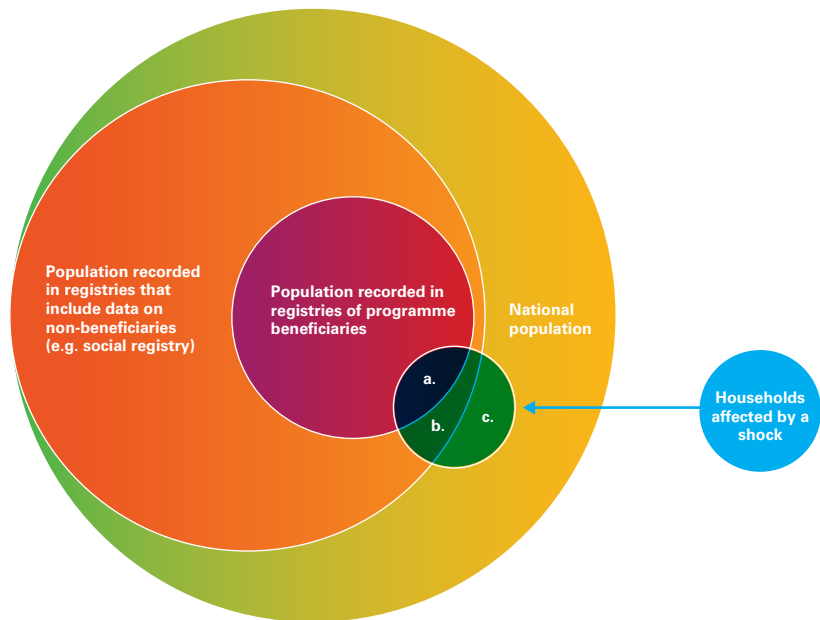 Population recorded
in registries that
include data on
non-beneficiaries
(e.g. social registry)
Population recorded in
registries of programme
beneficiaries
National
population
a.
b.
c.
Households
affected by a
shock